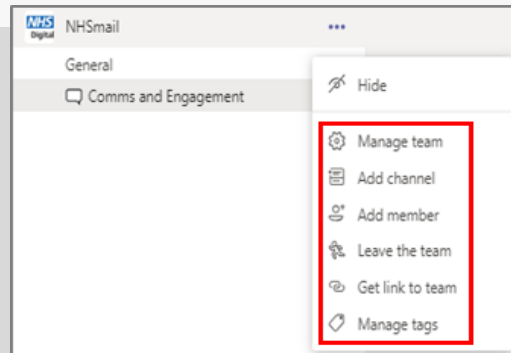 NHS
Digital
NHSmail
General
Comms and Engagement
Hide
Manage team
Add channel
Add member
Leave the team
Get link to team
Manage tags